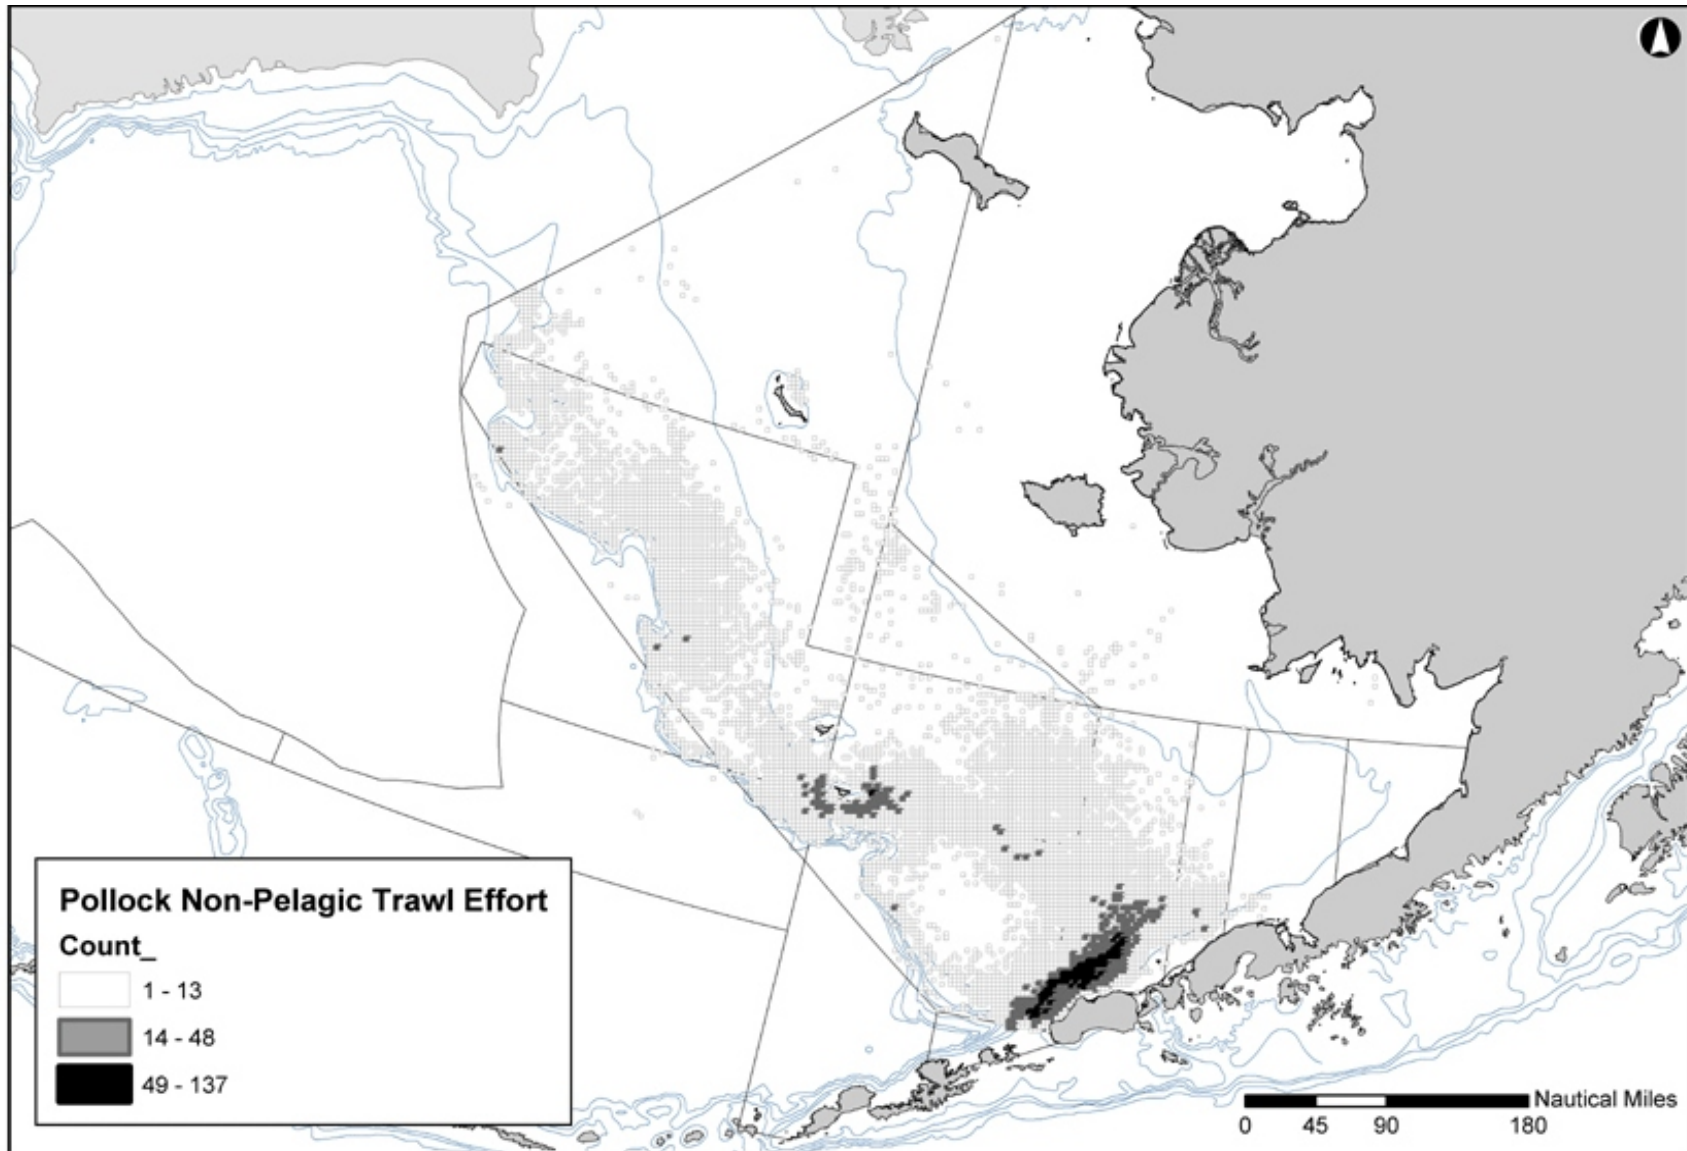 Pollock Non-Pelagic Trawl Effort
Count_
1 - 13
14 - 48
49 - 137
Nautical Miles
0 45 90 180